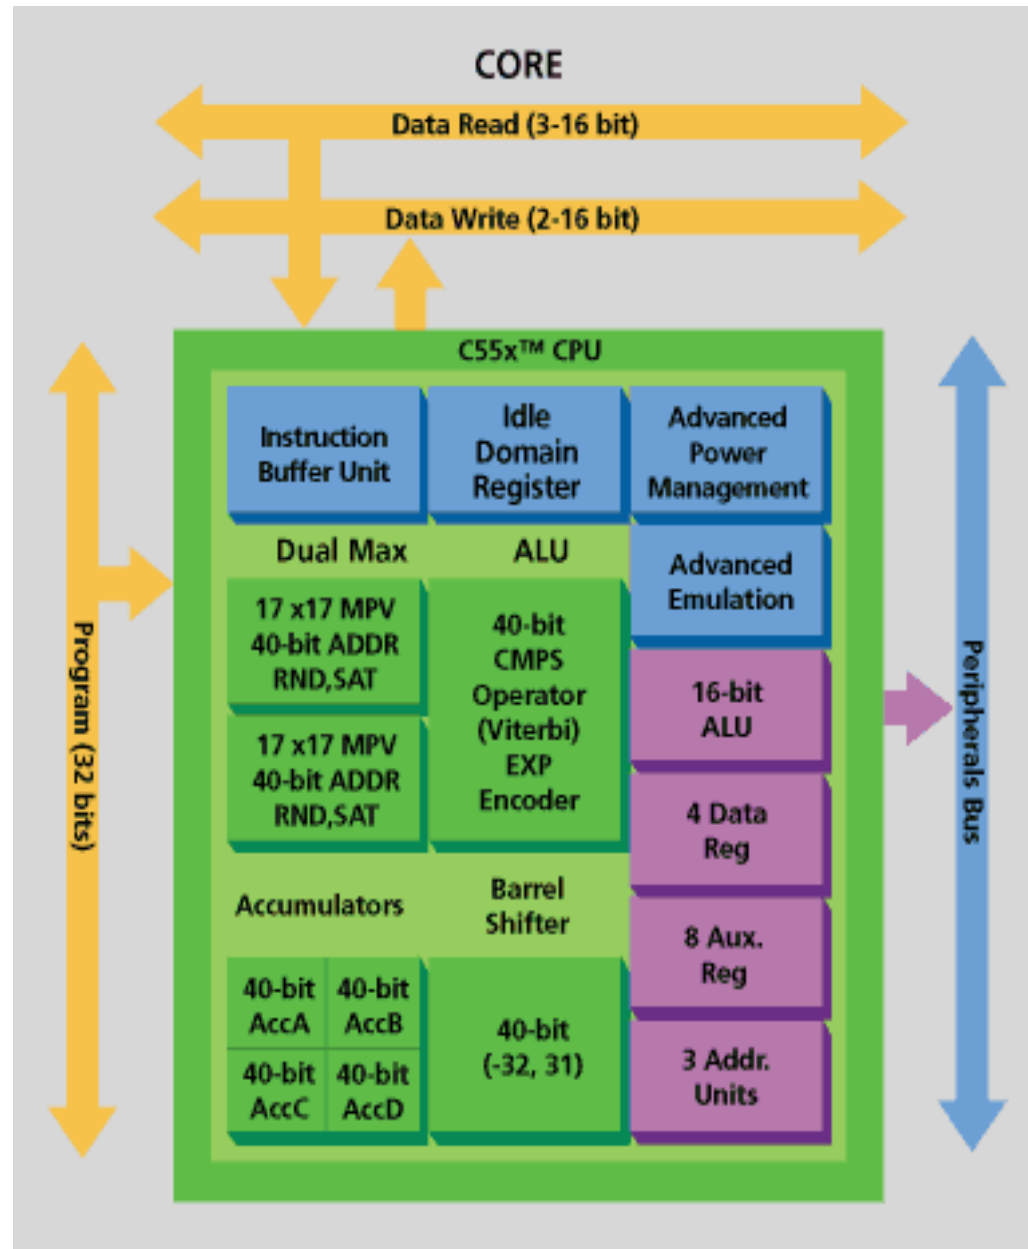 CORE
Data Read (3-16 bit)
Data Write (2-16 bit)
C55x™ CPU
Instruction
Buffer Unit
Idle
Domain
Register
Advanced
Power
Management
Dual Max
ALU
Advanced
Emulation
17 x17 MPV
40-bit ADDR
RND,SAT
17 x17 MPV
40-bit ADDR
RND,SAT
40-bit
CMPS
Operator
(Viterbi)
EXP
Encoder
16-bit
ALU
4 Data
Reg
8 Aux.
Reg
3 Addr.
Units
Accumulators
Barrel
Shifter
40-bit
AccA
40-bit
AccB
40-bit
AccC
40-bit
AccD
40-bit
(-32, 31)
Program (32 bits)
Peripherals Bus